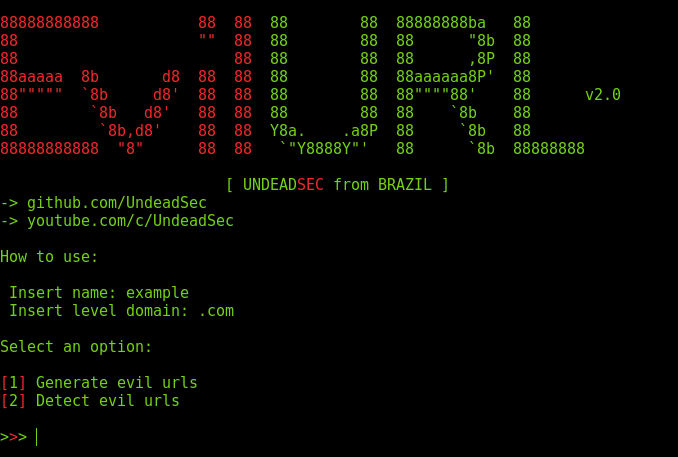 88888888888           88  88  88        88  88888888ba   88
88                    ""  88  88        88  88      "8b  88
88                        88  88        88  88      ,8P  88
88aaaaa  8b       d8  88  88  88        88  88aaaaaa8P'  88
88"""""  `8b     d8'  88  88  88        88  88""""88'    88      v2.0
88        `8b   d8'   88  88  88        88  88    `8b    88
88         `8b,d8'    88  88  Y8a.    .a8P  88     `8b   88
88888888888  "8"      88  88   `"Y8888Y"'   88      `8b  88888888
[ UNDEADSEC from BRAZIL ]
-> github.com/UndeadSec
-> youtube.com/c/UndeadSec
How to use:
Insert name: example
Insert level domain: .com
Select an option:
[1] Generate evil urls
[2] Detect evil urls
>>>